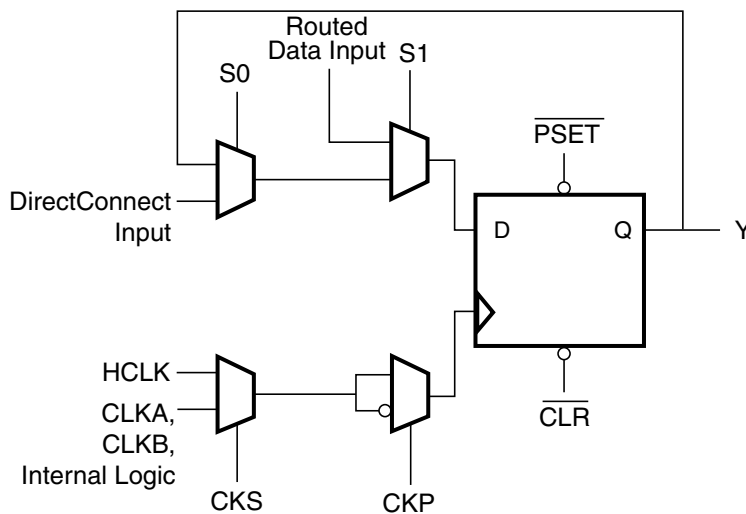 Routed
Data Input
S1
S0
PSET
DirectConnect
Input
D
Q
Y
HCLK
CLKA,
CLKB,
Internal Logic
CLR
CKS
CKP